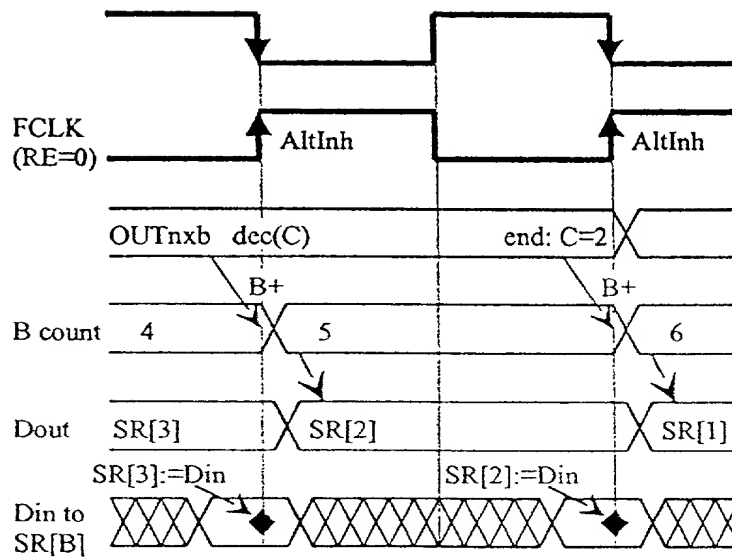 FCLK
(RE=0)
AltInh
AltInh
OUTnxb dec(C)
end: C=2
B+
B+
B count
4
5
6
Dout
SR[3]
SR[2]
SR[1]
SR[3]:=Din
SR[2]:=Din
Din to
SR[B]